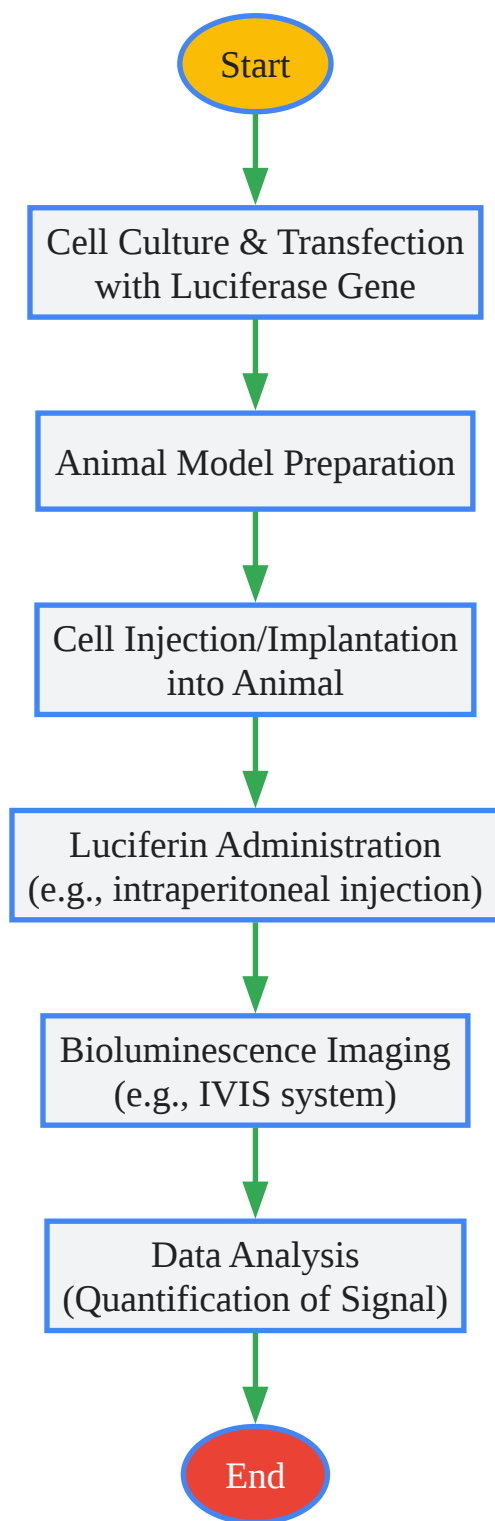 Start
Cell Culture & Transfection
with Luciferase Gene
Animal Model Preparation
Cell Injection/Implantation
into Animal
Luciferin Administration
(e.g., intraperitoneal injection)
Bioluminescence Imaging
(e.g., IVIS system)
Data Analysis
(Quantification of Signal)
End